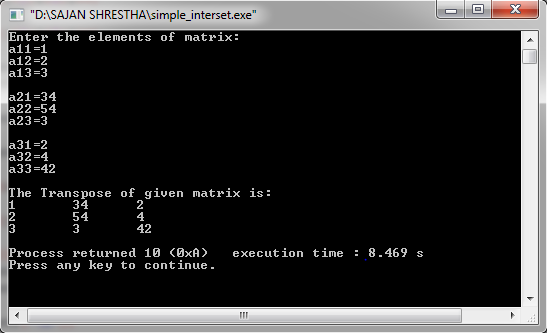 "D:\SAJAN SHRESTHA\simple_interset.exe"
Enter the elements of matrix:
a11=1
a12=2
a13=3
a21=34
a22=54
a23=3
a31=2
a32=4
a33=42
The Transpose of given matrix is:
1 34 2
2 54 4
3 3 42
Process returned 10 (0xA) execution time : 8.469 s
Press any key to continue.